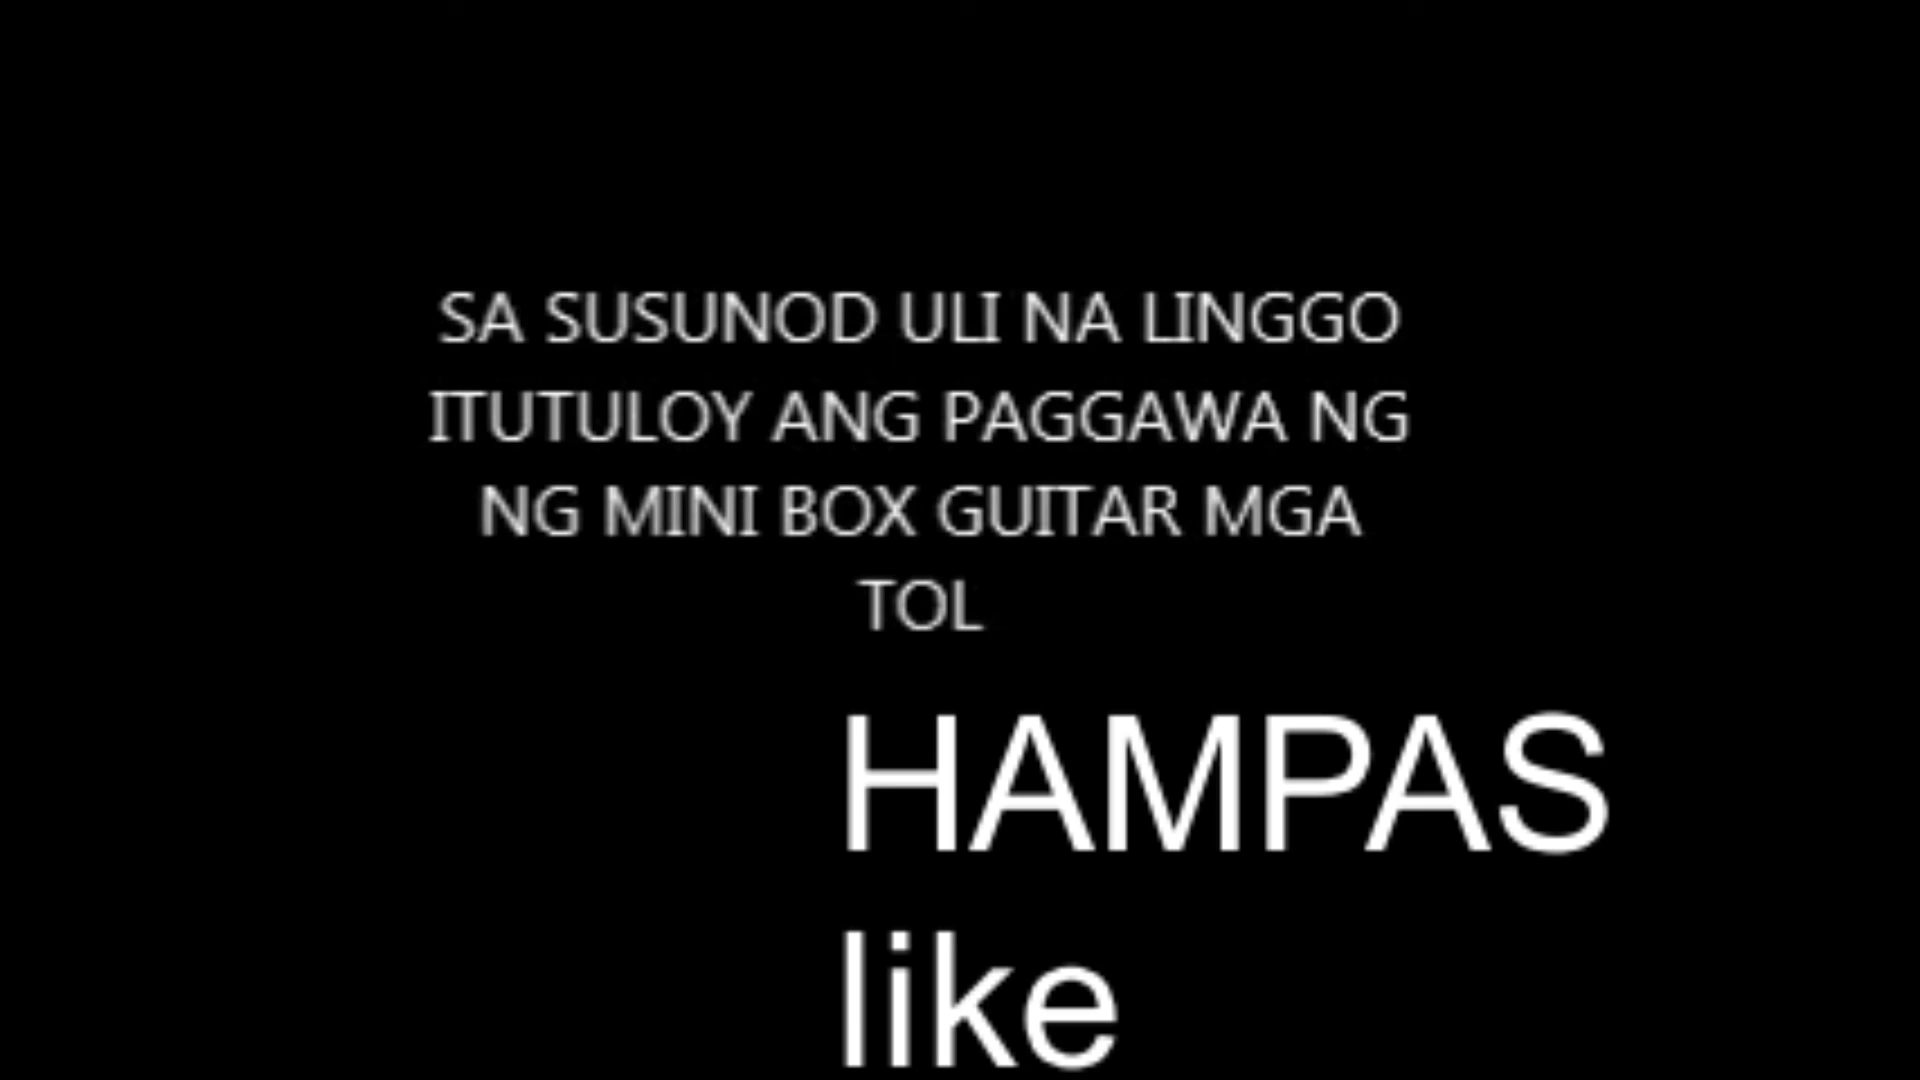 SA SUSUNOD ULI NA LINGGO
ITUTULOY ANG PAGGAWA NG
NG MINI BOX GUITAR MGA
TOL
HAMPAS
like